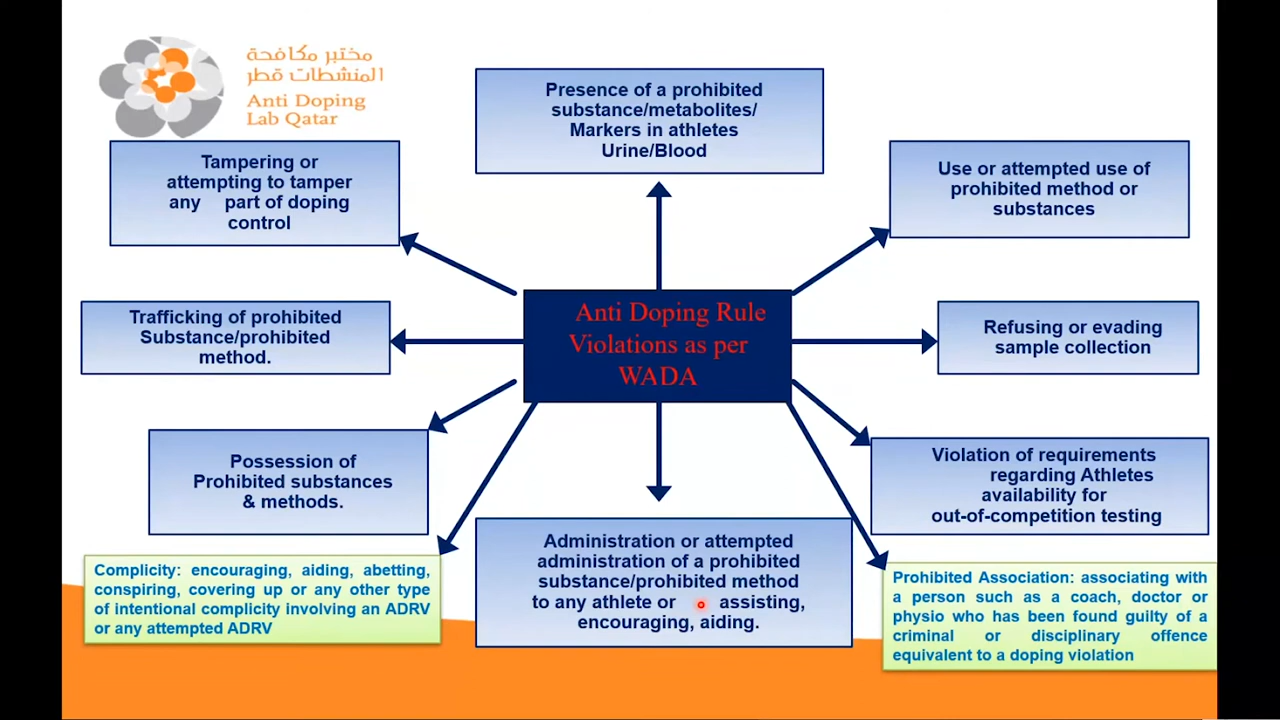 مختبر مكافحة
المنشطات قطر
Anti Doping
Lab Qatar
Presence of a prohibited
substance/metabolites/
Markers in athletes
Urine/Blood
Tampering or
attempting to tamper
any part of doping
control
Use or attempted use of
prohibited method or
substances
Anti Doping Rule
Violations as per
WADA
Trafficking of prohibited
Substance/prohibited
method.
Refusing or evading
sample collection
Possession of
Prohibited substances
& methods.
Violation of requirements
regarding Athletes
availability for
out-of-competition testing
Administration or attempted
administration of a prohibited
substance/prohibited method
to any athlete or assisting,
encouraging, aiding.
Complicity: encouraging, aiding, abetting,
conspiring, covering up or any other type
of intentional complicity involving an ADRV
or any attempted ADRV
Prohibited Association: associating with
a person such as a coach, doctor or
physio who has been found guilty of a
criminal or disciplinary offence
equivalent to a doping violation